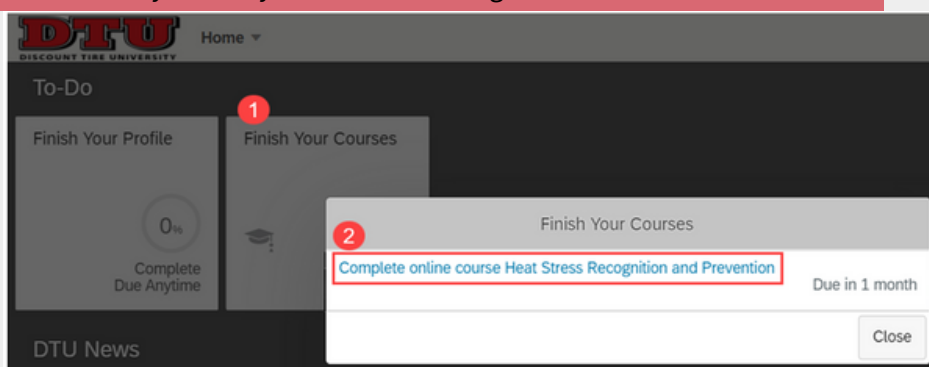 DTU
DISCOUNT TIRE UNIVERSITY
Home
To-Do
1
Finish Your Profile
0%
Complete
Due Anytime
Finish Your Courses
Finish Your Courses
2
Complete online course Heat Stress Recognition and Prevention
Due in 1 month
Close
DTU News